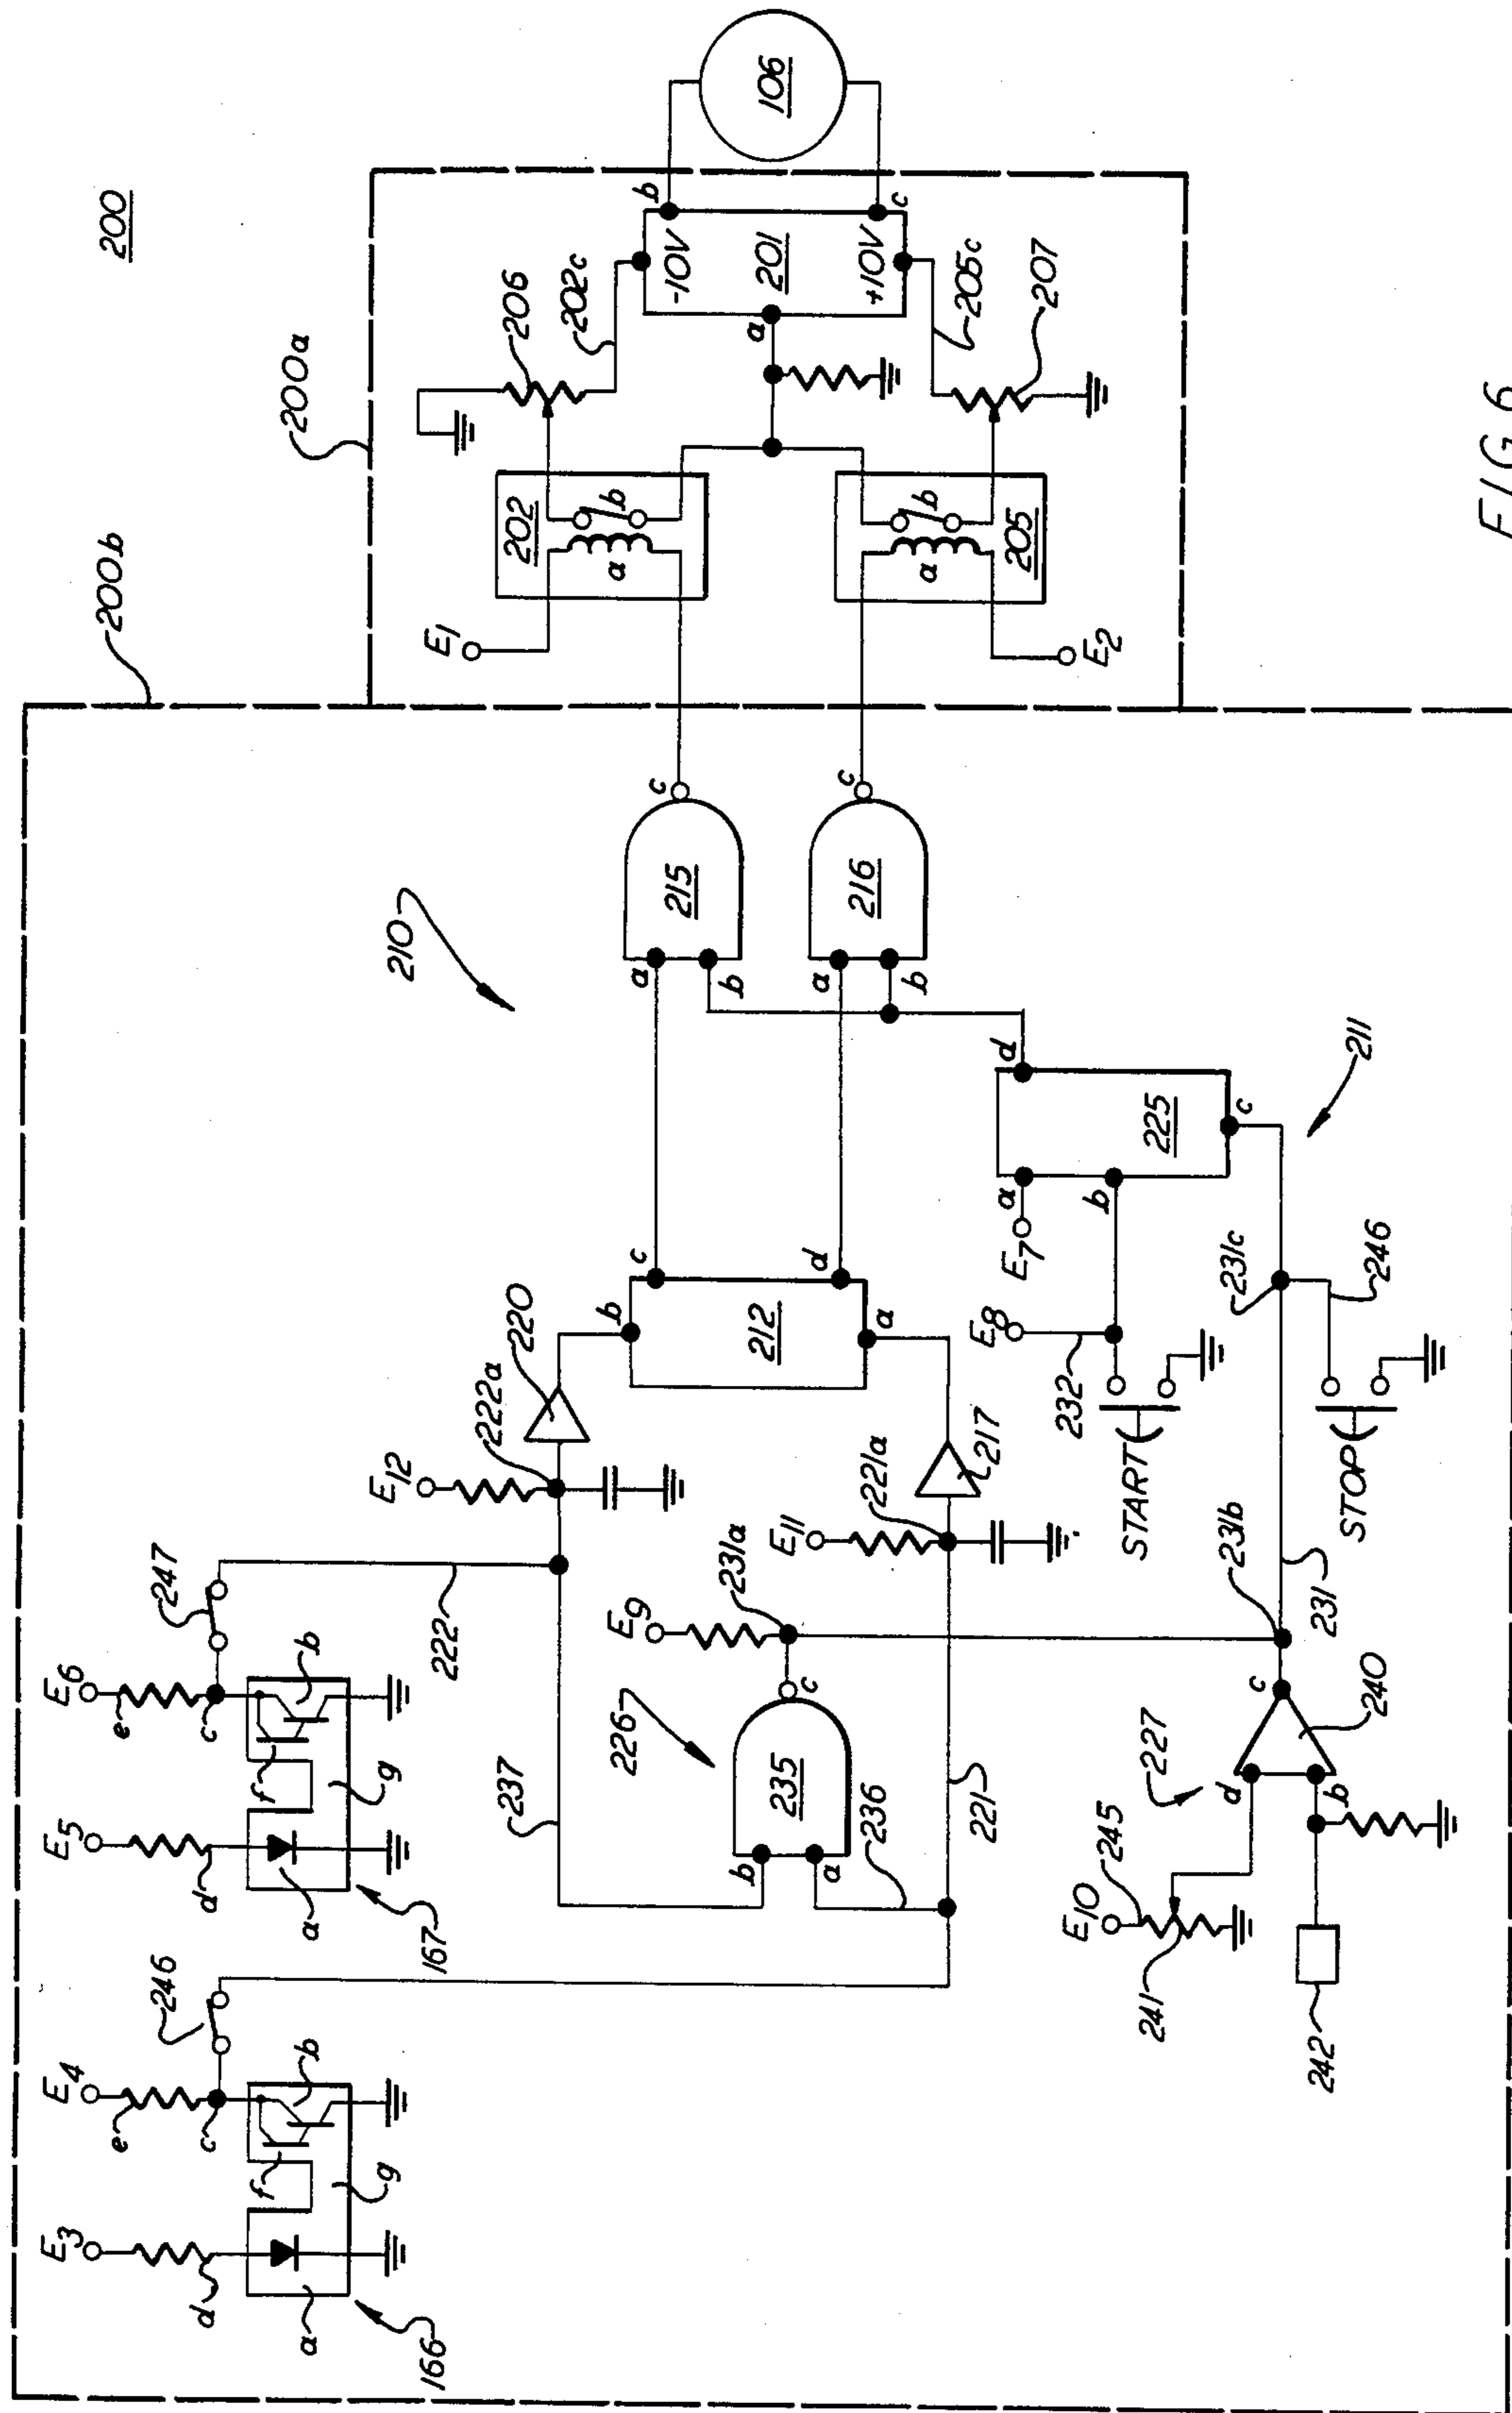 200
200b
200a
E3
d
a
166
E4
e
c
b
f
g
246
E5
d
a
167
E6
e
c
b
f
g
247
222
237
221
236
226
b
a
235
c
E9
231a
E12
222a
220
E11
221a
217
b
a
212
c
d
210
a
b
215
c
a
b
216
c
E10
245
241
242
227
d
b
c
240
231b
231
231c
246
START
STOP
232
E8
E7
a
b
c
d
225
211
E1
202
a
b
E2
205
a
b
206
202c
205c
207
a
-10V
201
+10V
b
c
106
FIG 6